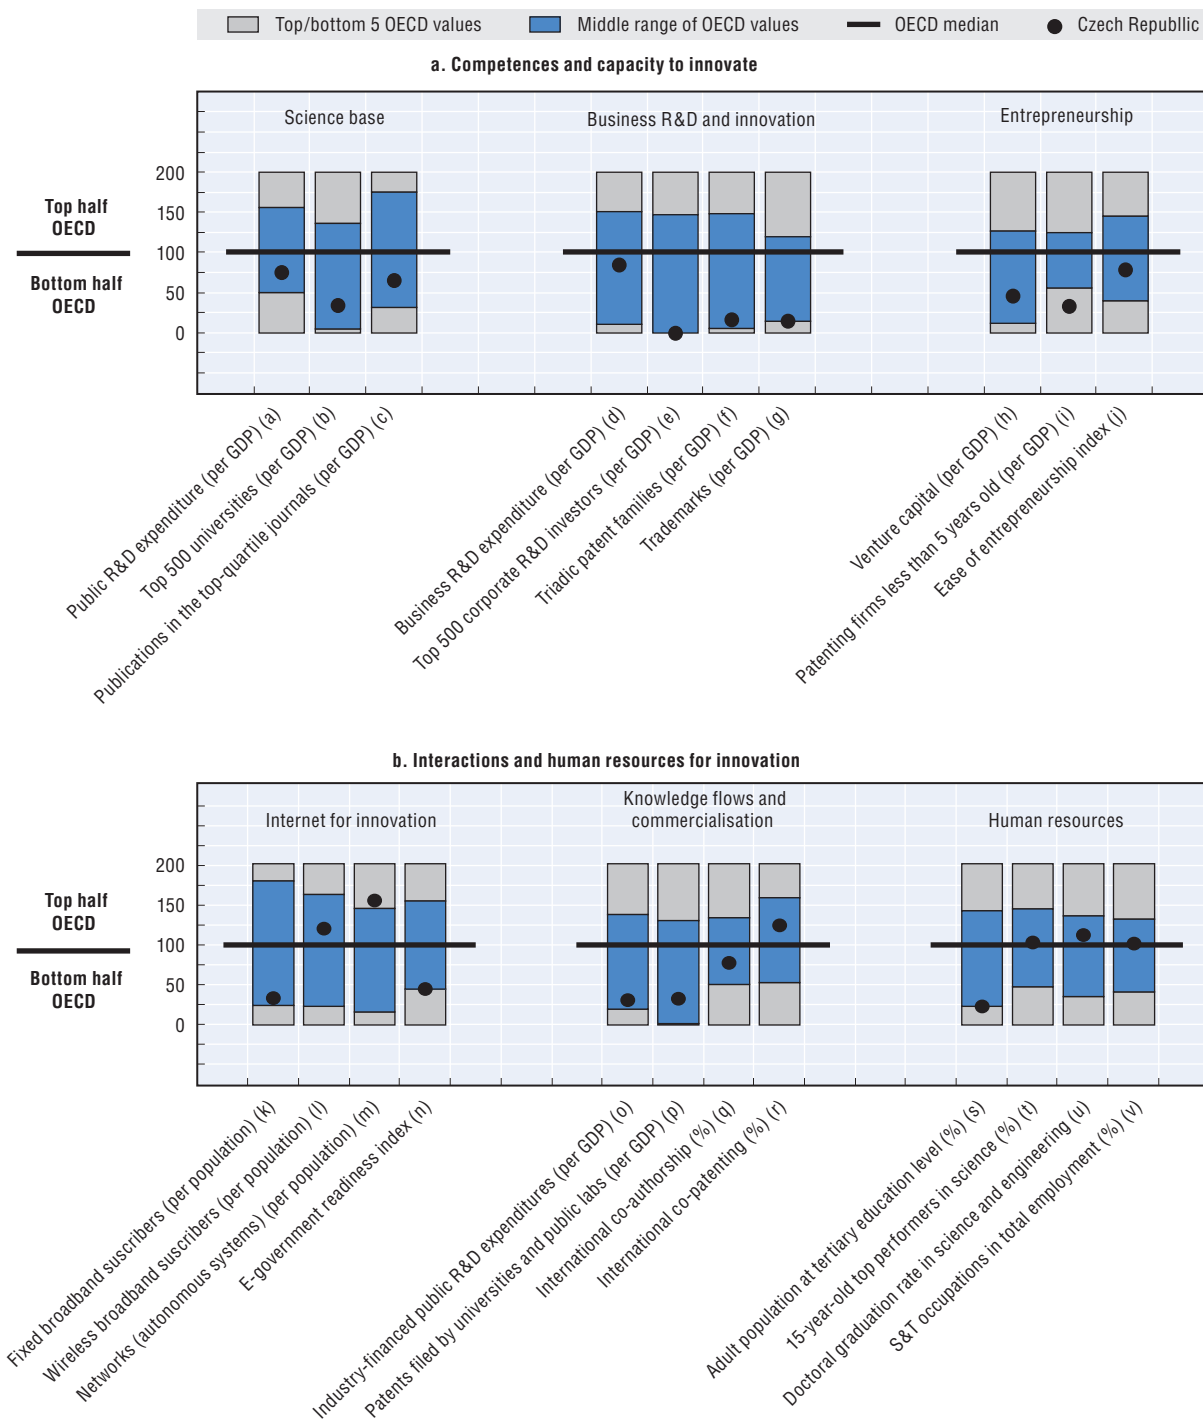 Top/bottom 5 OECD values
Middle range of OECD values
OECD median
Czech Republlic
a. Competences and capacity to innovate
Science base
Business R&D and innovation
Entrepreneurship
200
150
100
50
0
Top half
OECD
Bottom half
OECD
Public R&D expenditure (per GDP) (a)
Top 500 universities (per GDP) (b)
Publications in the top-quartile journals (per GDP) (c)
Business R&D expenditure (per GDP) (d)
Top 500 corporate R&D investors (per GDP) (e)
Triadic patent families (per GDP) (f)
Trademarks (per GDP) (g)
Venture capital (per GDP) (h)
Patenting firms less than 5 years old (per GDP) (i)
Ease of entrepreneurship index (j)
b. Interactions and human resources for innovation
Internet for innovation
Knowledge flows and
commercialisation
Human resources
200
150
100
50
0
Top half
OECD
Bottom half
OECD
Fixed broadband suscribers (per population) (k)
Wireless broadband suscribers (per population) (l)
Networks (autonomous systems) (per population) (m)
E-government readiness index (n)
Industry-financed public R&D expenditures (per GDP) (o)
Patents filed by universities and public labs (per GDP) (p)
International co-authorship (%) (q)
International co-patenting (%) (r)
Adult population at tertiary education level (%) (s)
15-year-old top performers in science (%) (t)
Doctoral graduation rate in science and engineering (u)
S&T occupations in total employment (%) (v)